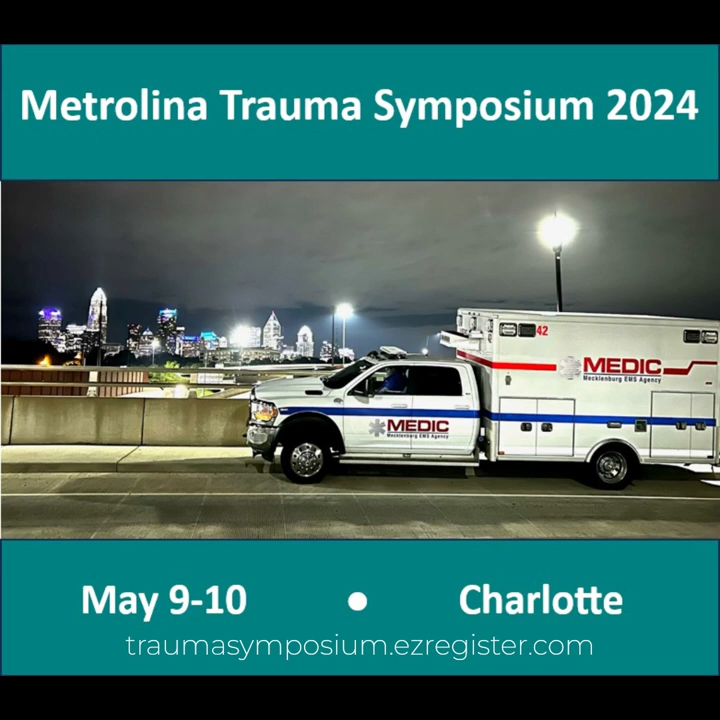 Metrolina Trauma Symposium 2024
42
MEDIC
Mecklenburg EMS Agency
MEDIC
Mecklenburg EMS Agency
May 9-10 • Charlotte
traumasymposium.ezregister.com